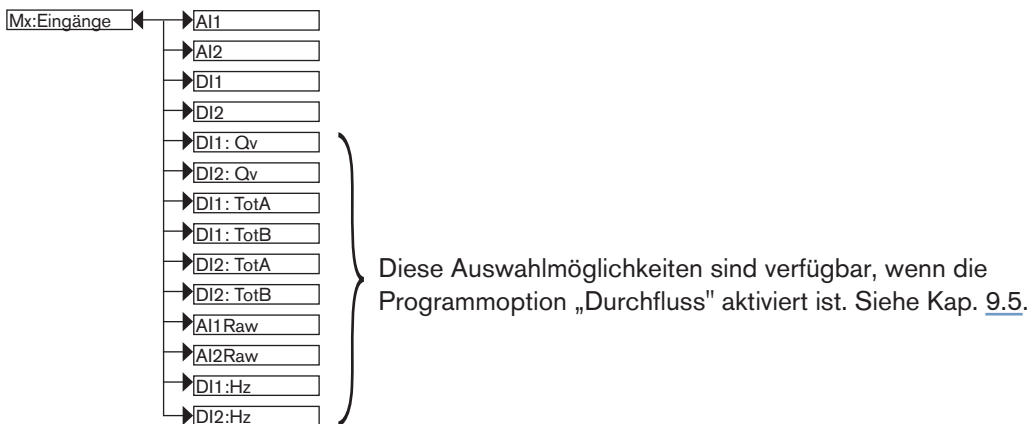 Mx:Eingänge
AI1
AI2
DI1
DI2
DI1: Qv
DI2: Qv
DI1: TotA
DI1: TotB
DI2: TotA
DI2: TotB
AI1Raw
AI2Raw
DI1:Hz
DI2:Hz
Diese Auswahlmöglichkeiten sind verfügbar, wenn die
Programmoption „Durchfluss" aktiviert ist. Siehe Kap. 9.5.